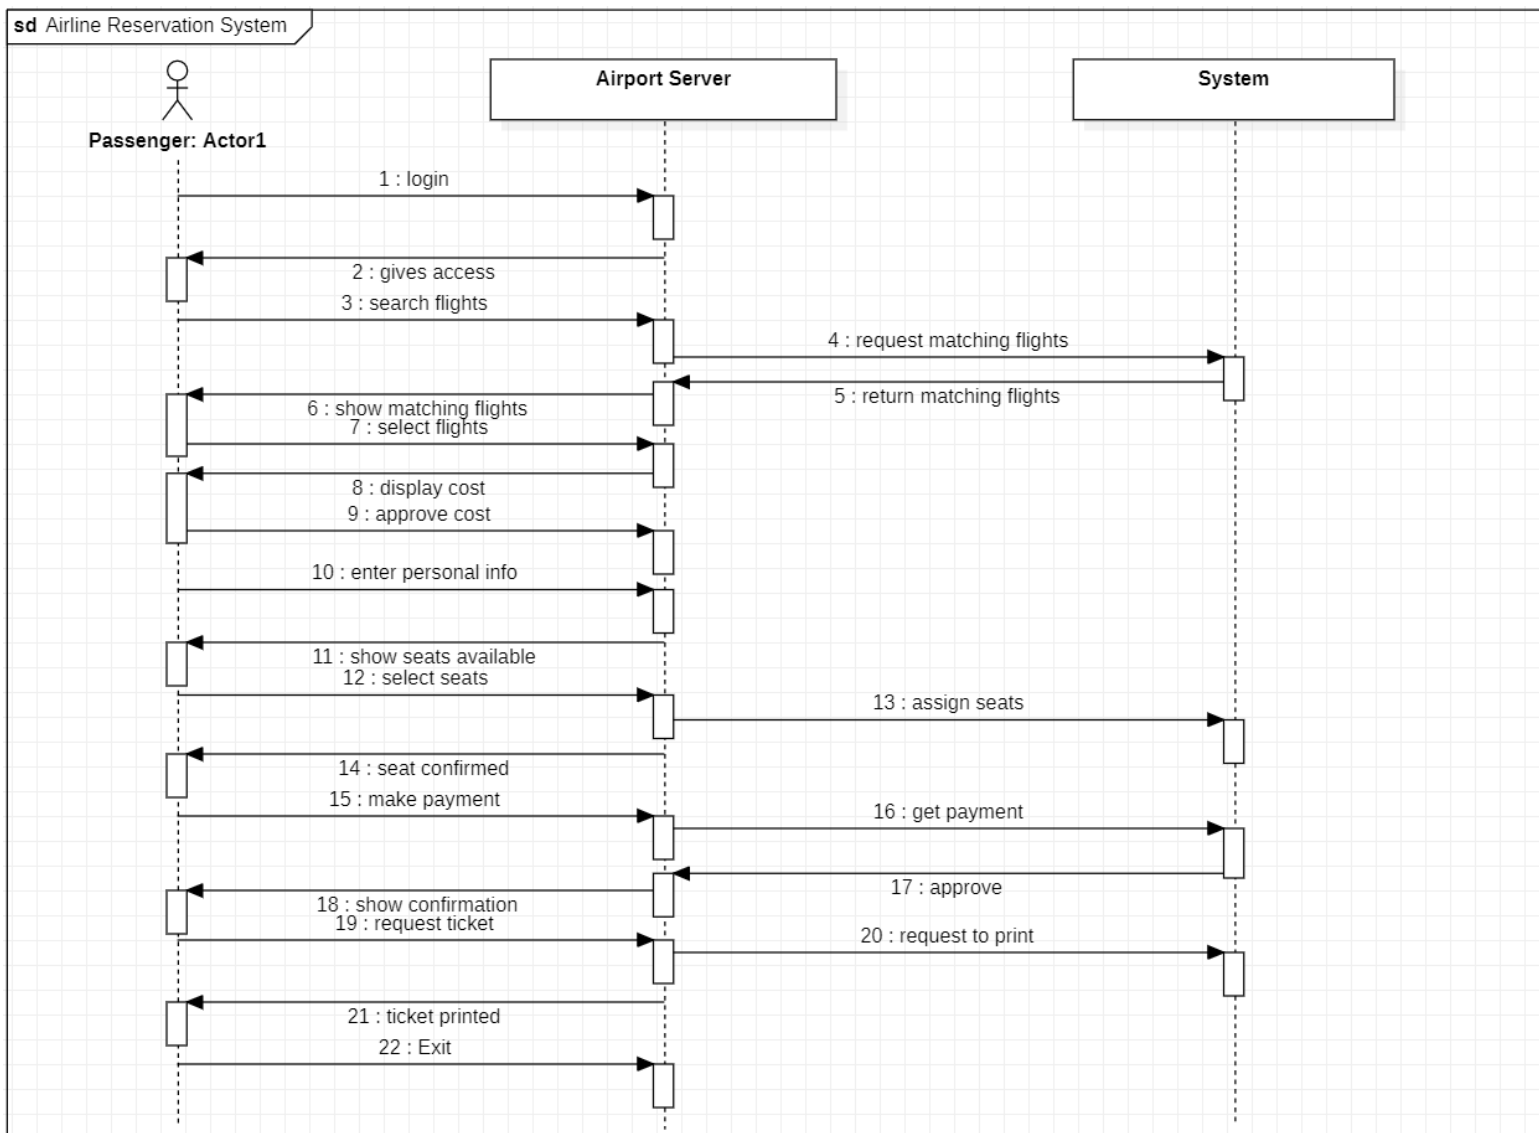 sd Airline Reservation System
Airport Server
System
Passenger: Actor1
1 : login
2 : gives access
3 : search flights
4 : request matching flights
5 : return matching flights
6 : show matching flights
7 : select flights
8 : display cost
9 : approve cost
10 : enter personal info
11 : show seats available
12 : select seats
13 : assign seats
14 : seat confirmed
15 : make payment
16 : get payment
17 : approve
18 : show confirmation
19 : request ticket
20 : request to print
21 : ticket printed
22 : Exit